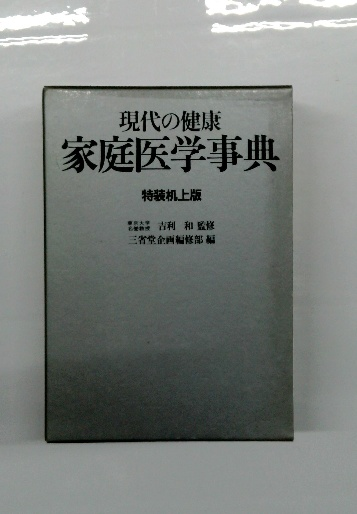 現代の健康
家庭医学事典
特装机上版
東京大学
名誉教授 吉利 和 監修
三省堂企画編修部 編